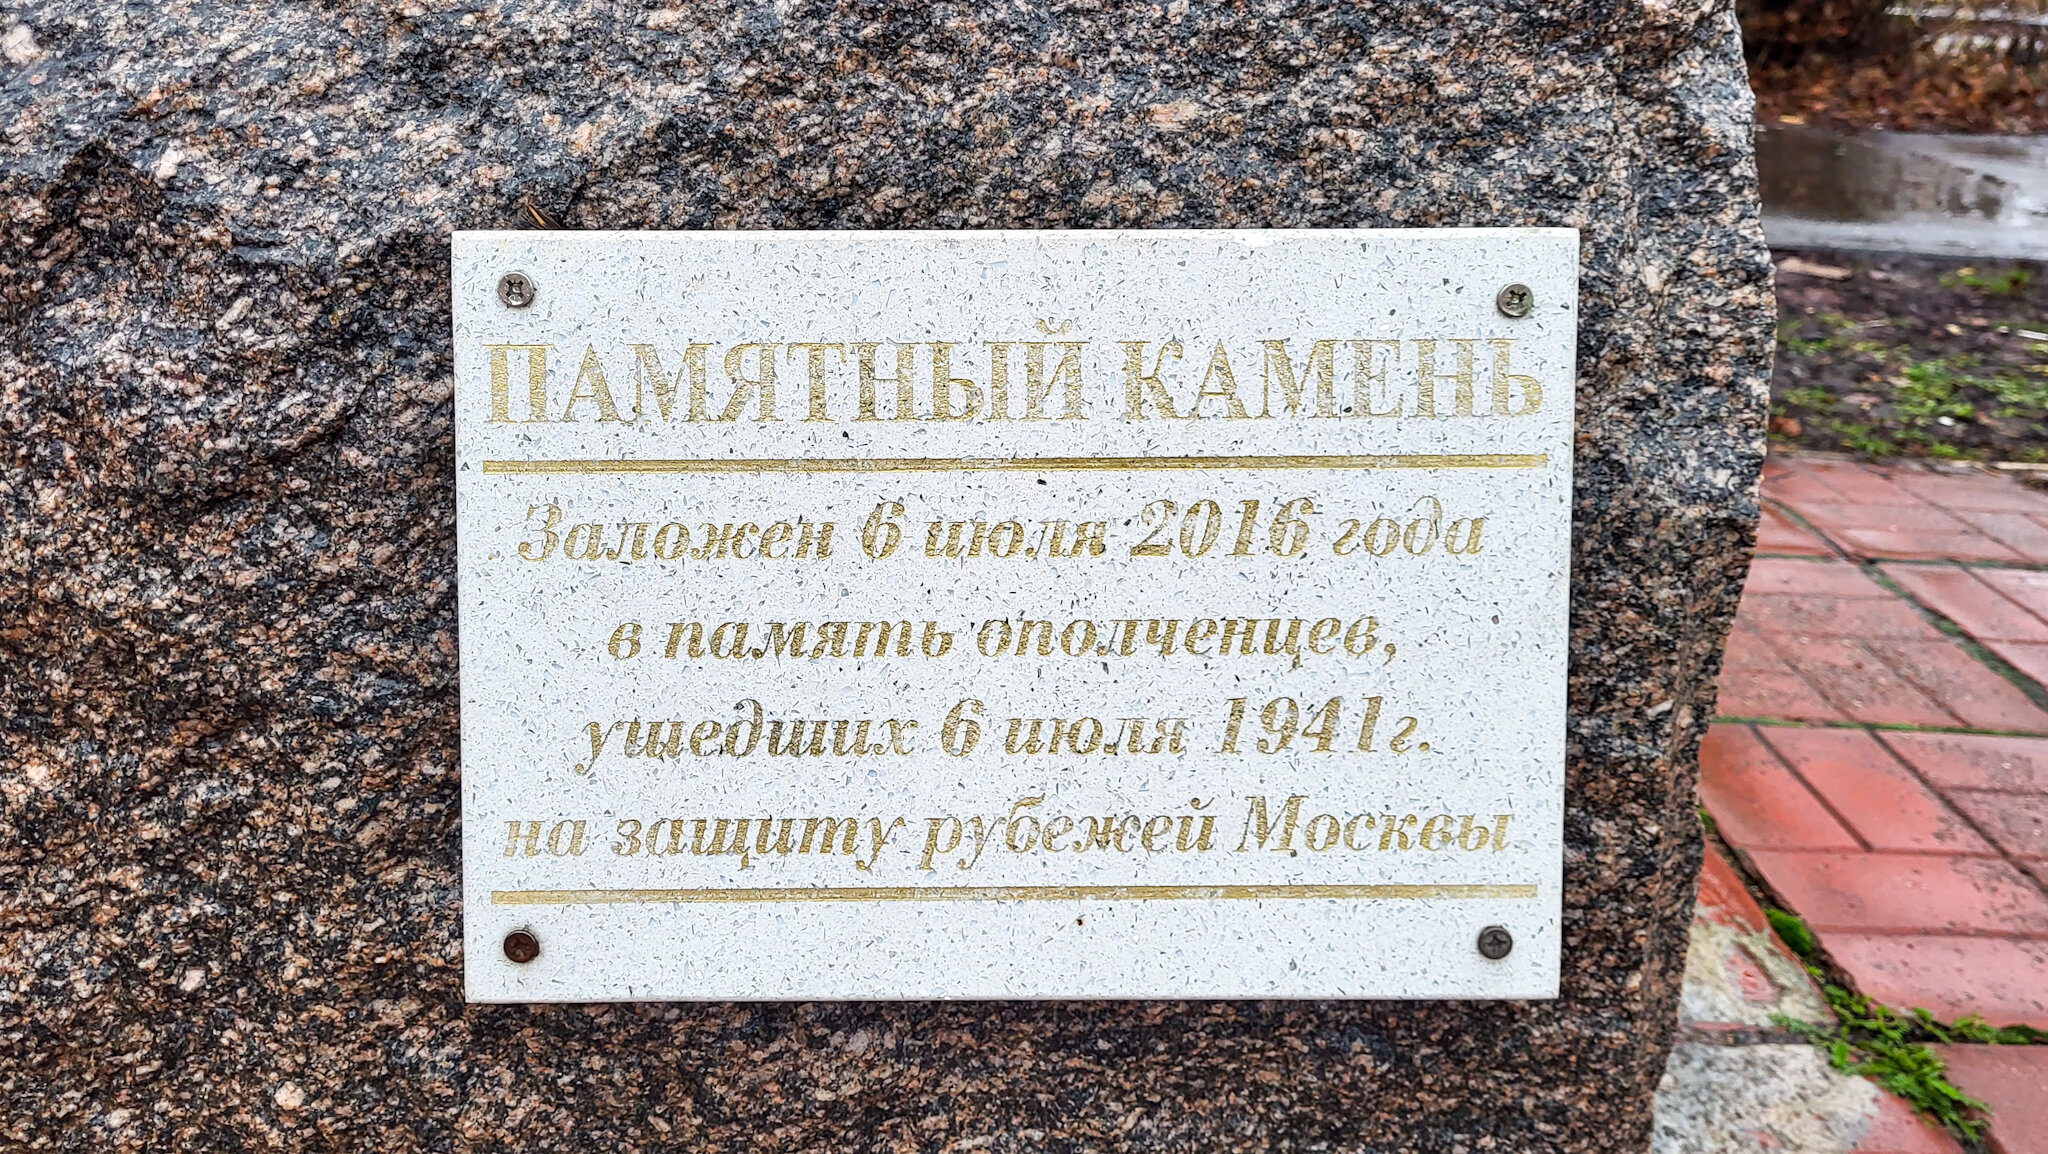 ПАМЯТНЫЙ КАМЕНЬ
Заложен 6 июля 2016 года
в память ополченцев,
ушедших 6 июля 1941г.
на защиту рубежей Москвы